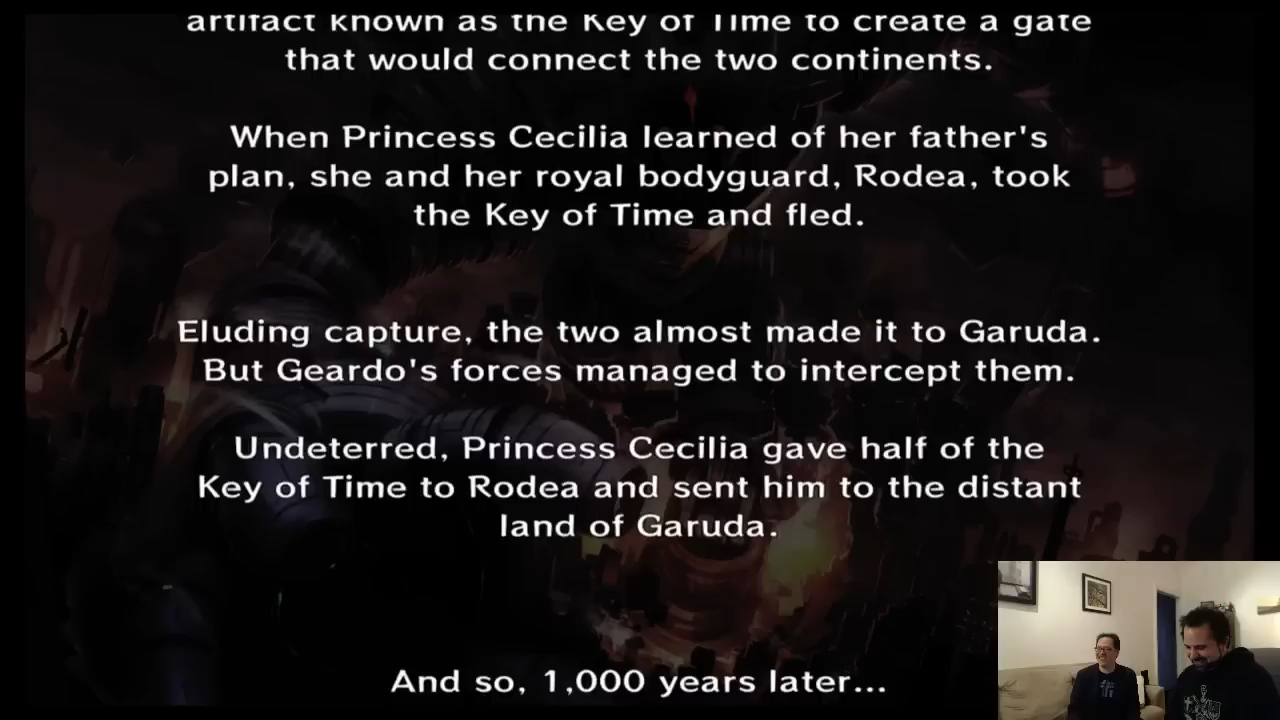 artifact known as the Key of Time to create a gate
that would connect the two continents.
When Princess Cecilia learned of her father's
plan, she and her royal bodyguard, Rodea, took
the Key of Time and fled.
Eluding capture, the two almost made it to Garuda.
But Geardo's forces managed to intercept them.
Undeterred, Princess Cecilia gave half of the
Key of Time to Rodea and sent him to the distant
land of Garuda.
And so, 1,000 years later...